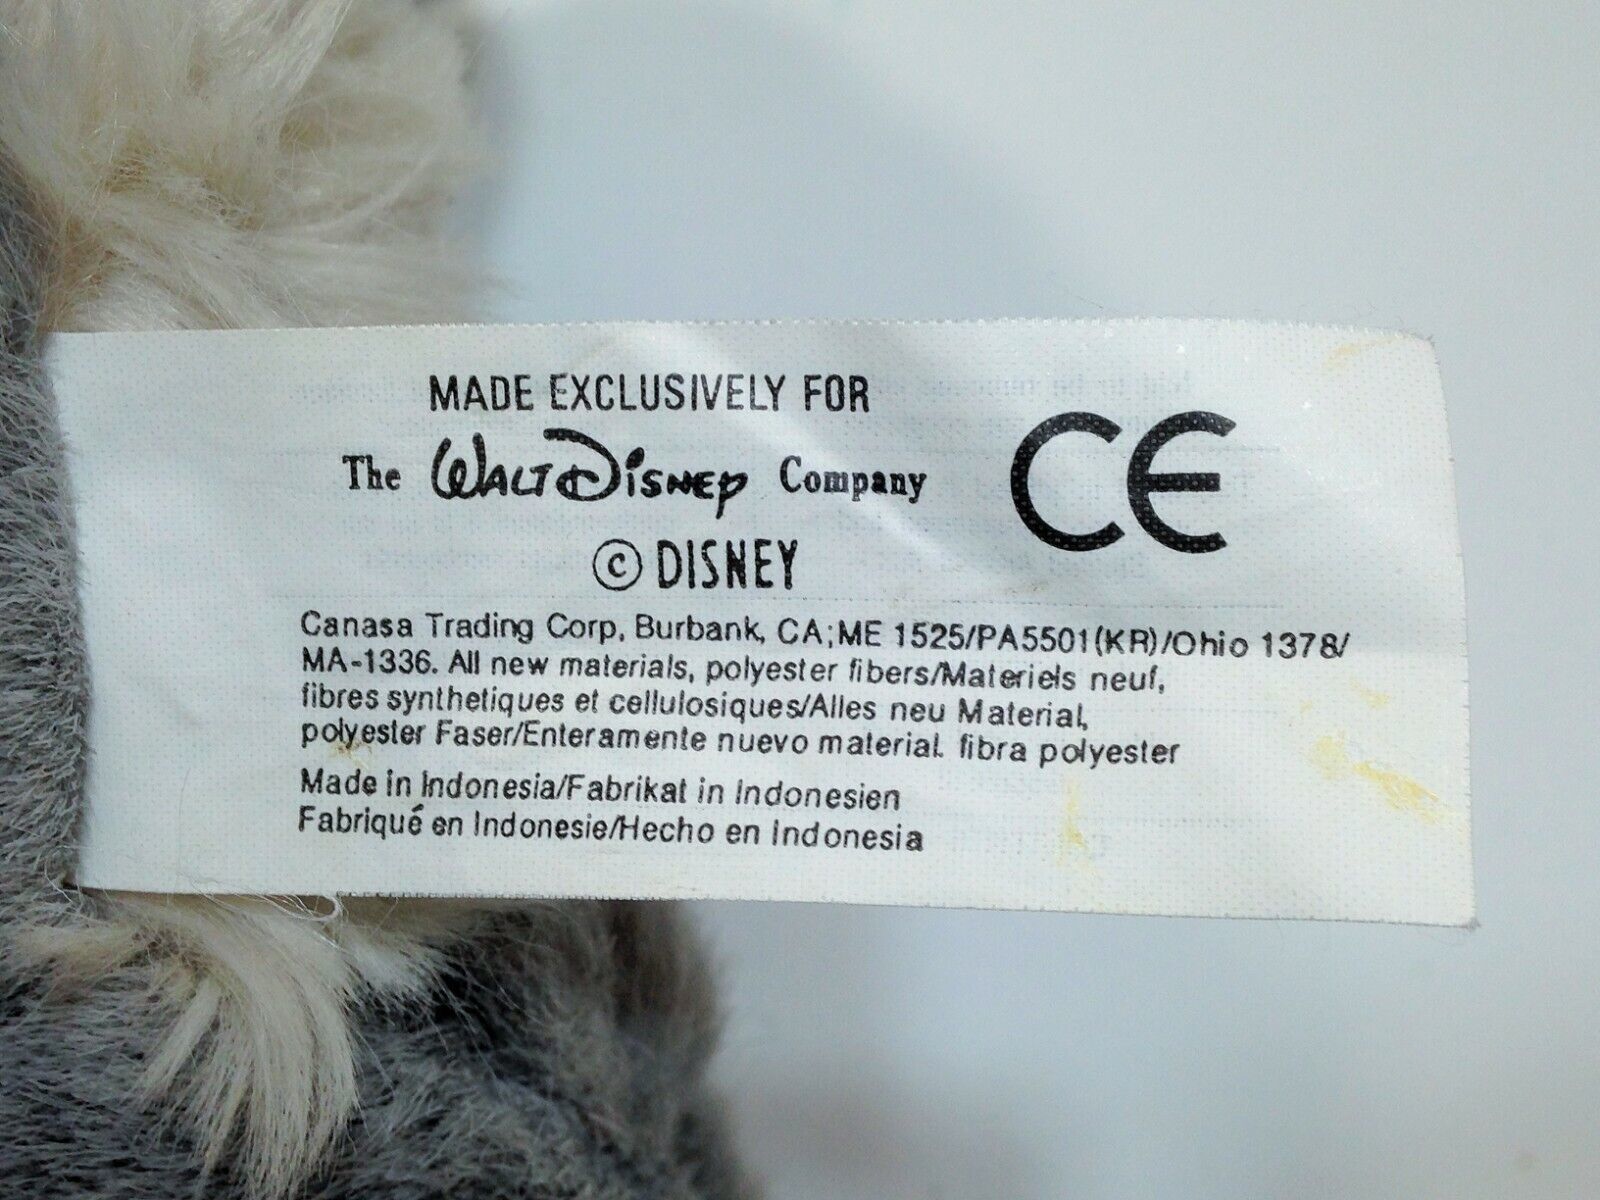 MADE EXCLUSIVELY FOR
The WALT DISNEY Company
CE
© DISNEY
Canasa Trading Corp, Burbank, CA;ME 1525/PA5501(KR)/Ohio 1378/
MA-1336. All new materials, polyester fibers/Materiels neuf,
fibres synthetiques et cellulosiques/Alles neu Material,
polyester Faser/Enteramente nuevo material. fibra polyester
Made in Indonesia/Fabrikat in Indonesien
Fabriqué en Indonesie/Hecho en Indonesia